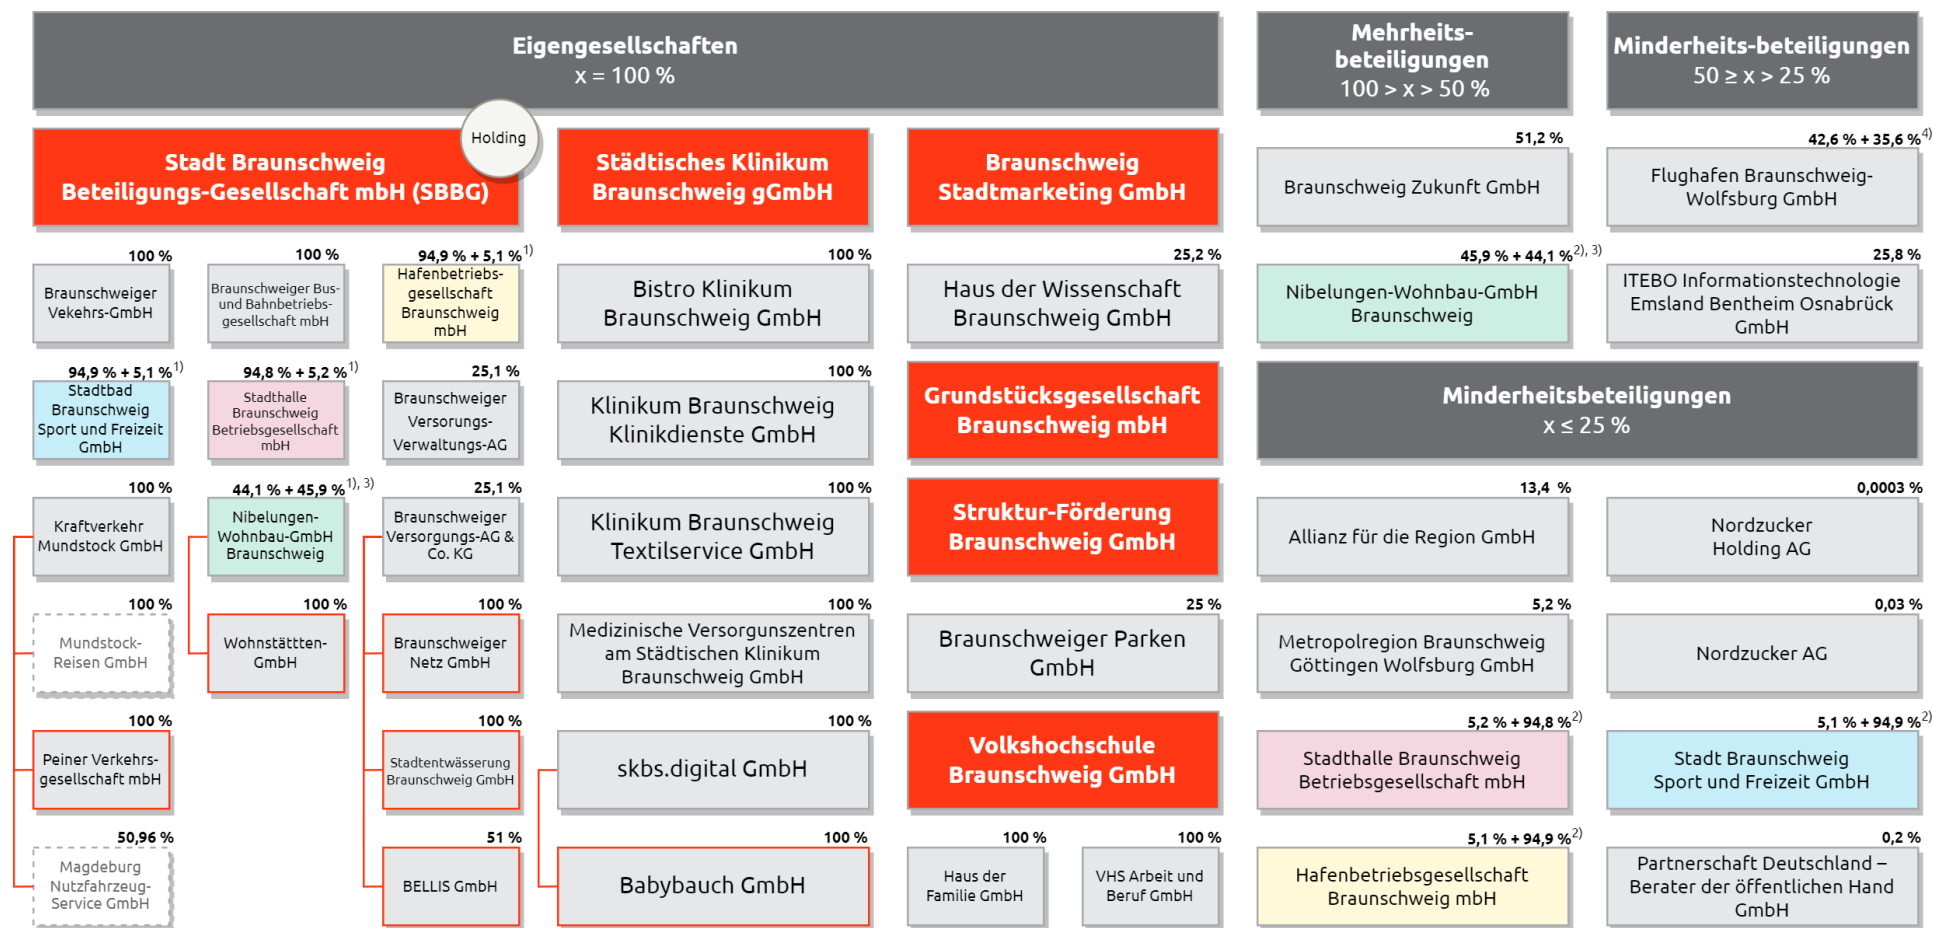 Eigengesellschaften
x = 100 %
Mehrheits-
beteiligungen
100 > x > 50 %
Minderheits-beteiligungen
50 ≥ x > 25 %
Holding
Stadt Braunschweig
Beteiligungs-Gesellschaft mbH (SBBG)
100 %
Braunschweiger
Vekehrs-GmbH
100 %
Braunschweiger Bus-
und Bahnbetriebs-
gesellschaft mbH
94,9 % + 5,1 %1)
Hafenbetriebs-
gesellschaft
Braunschweig
mbH
94,9 % + 5,1 %1)
Stadtbad
Braunschweig
Sport und Freizeit
GmbH
94,8 % + 5,2 %1)
Stadthalle
Braunschweig
Betriebsgesellschaft
mbH
25,1 %
Braunschweiger
Versorungs-
Verwaltungs-AG
100 %
Kraftverkehr
Mundstock GmbH
44,1 % + 45,9 %1), 3)
Nibelungen-
Wohnbau-GmbH
Braunschweig
25,1 %
Braunschweiger
Versorgungs-AG &
Co. KG
100 %
Mundstock-
Reisen GmbH
100 %
Wohnstättten-
GmbH
100 %
Braunschweiger
Netz GmbH
100 %
Peiner Verkehrs-
gesellschaft mbH
100 %
Stadtentwässerung
Braunschweig GmbH
50,96 %
Magdeburg
Nutzfahrzeug-
Service GmbH
51 %
BELLIS GmbH
Städtisches Klinikum
Braunschweig gGmbH
100 %
Bistro Klinikum
Braunschweig GmbH
100 %
Klinikum Braunschweig
Klinikdienste GmbH
100 %
Klinikum Braunschweig
Textilservice GmbH
100 %
Medizinische Versorgunszentren
am Städtischen Klinikum
Braunschweig GmbH
100 %
skbs.digital GmbH
100 %
Babybauch GmbH
Braunschweig
Stadtmarketing GmbH
25,2 %
Haus der Wissenschaft
Braunschweig GmbH
Grundstücksgesellschaft
Braunschweig mbH
Struktur-Förderung
Braunschweig GmbH
25 %
Braunschweiger Parken
GmbH
Volkshochschule
Braunschweig GmbH
100 %
Haus der
Familie GmbH
100 %
VHS Arbeit und
Beruf GmbH
51,2 %
Braunschweig Zukunft GmbH
45,9 % + 44,1 %2), 3)
Nibelungen-Wohnbau-GmbH
Braunschweig
42,6 % + 35,6 %4)
Flughafen Braunschweig-
Wolfsburg GmbH
25,8 %
ITEBO Informationstechnologie
Emsland Bentheim Osnabrück
GmbH
Minderheitsbeteiligungen
x ≤ 25 %
13,4 %
Allianz für die Region GmbH
0,0003 %
Nordzucker
Holding AG
5,2 %
Metropolregion Braunschweig
Göttingen Wolfsburg GmbH
0,03 %
Nordzucker AG
5,2 % + 94,8 %2)
Stadthalle Braunschweig
Betriebsgesellschaft mbH
5,1 % + 94,9 %2)
Stadt Braunschweig
Sport und Freizeit GmbH
5,1 % + 94,9 %2)
Hafenbetriebsgesellschaft
Braunschweig mbH
0,2 %
Partnerschaft Deutschland –
Berater der öffentlichen Hand
GmbH